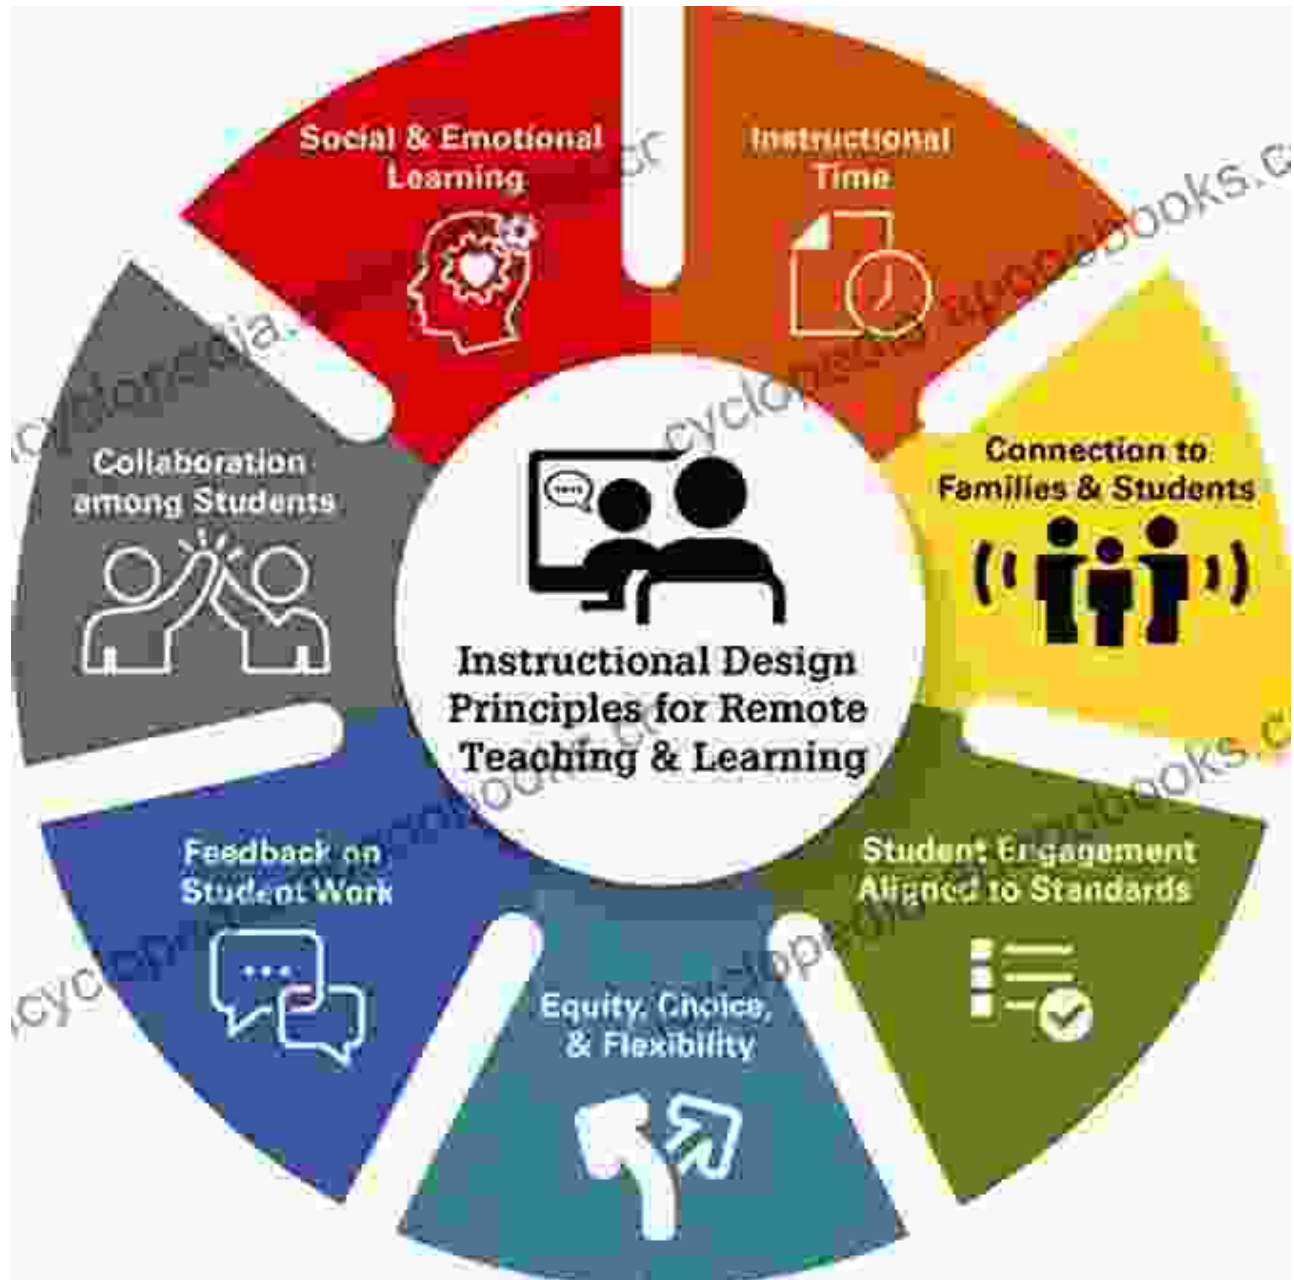 Social & Emotional
Learning
Instructional
Time
Connection to
Families & Students
Collaboration
among Students
Instructional Design
Principles for Remote
Teaching & Learning
Feedback on
Student Work
Student Engagement
Aligned to Standards
Equity, Choice,
& Flexibility